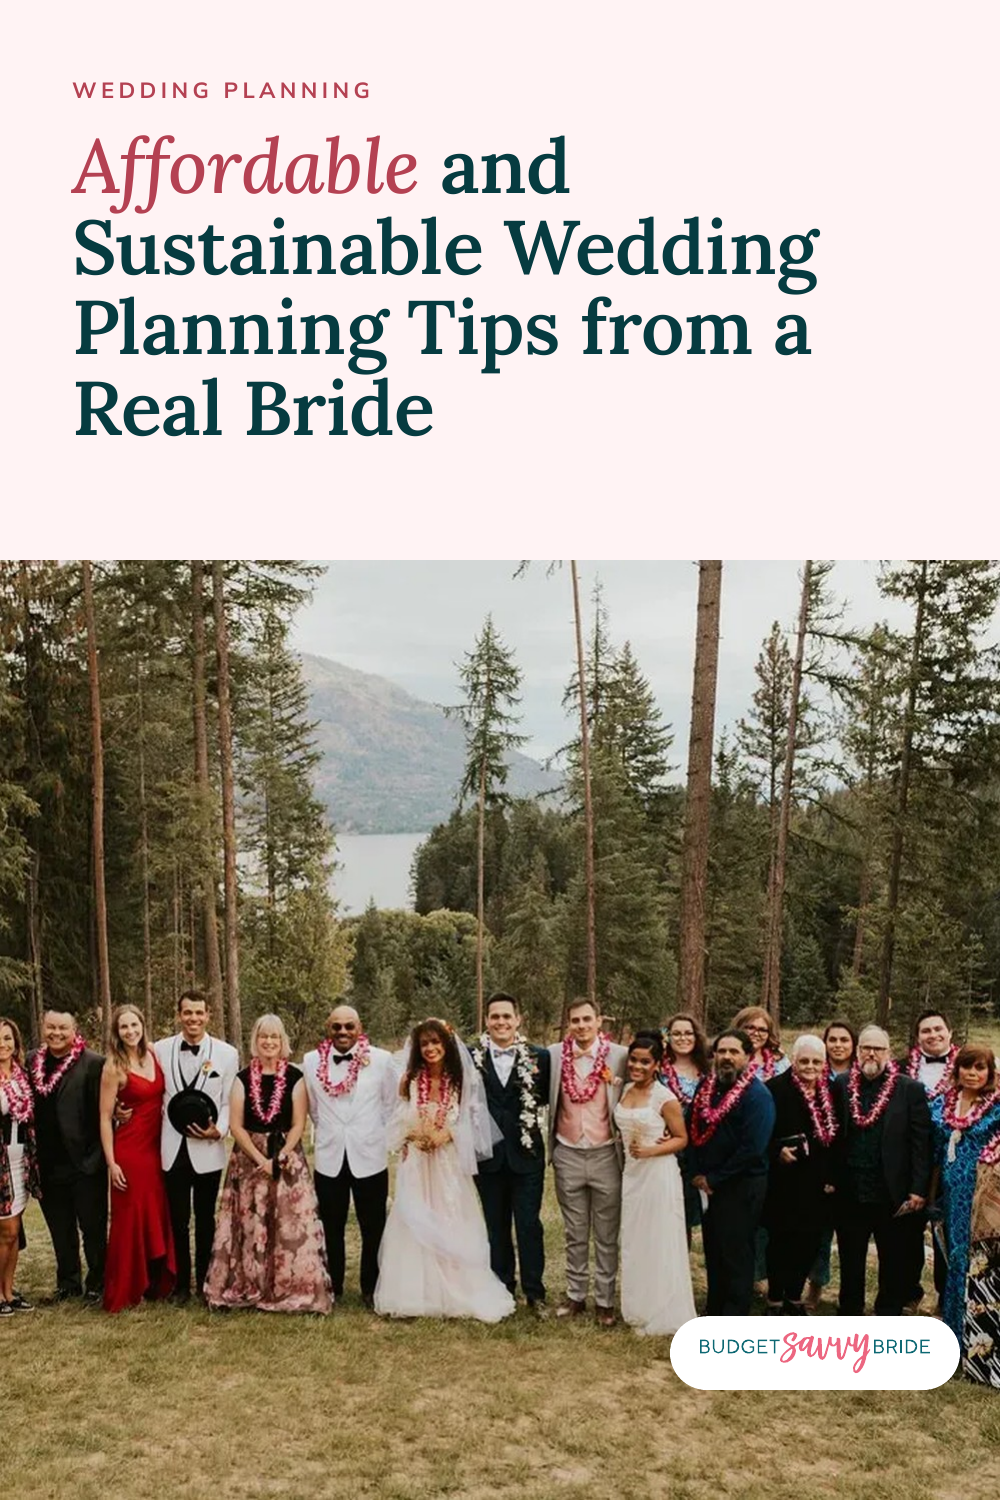 WEDDING PLANNING
Affordable and
Sustainable Wedding
Planning Tips from a
Real Bride
BUDGET savvy BRIDE